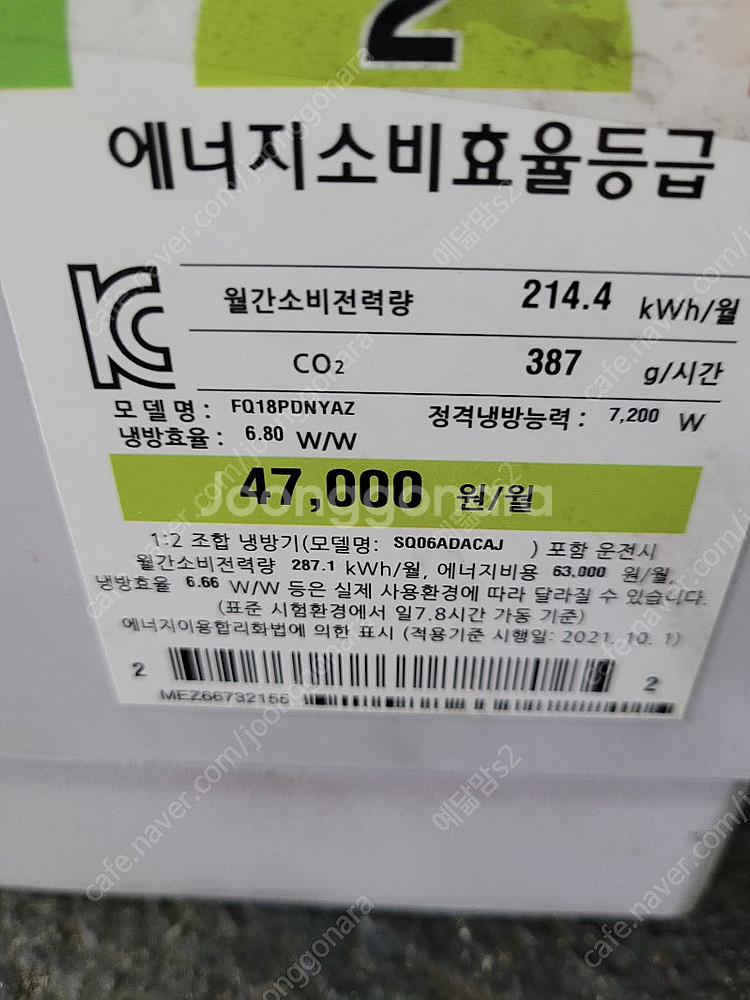 2
에너지소비효율등급
월간소비전력량 214.4 kWh/월
CO₂ 387 g/시간
모델명 : FQ18PDNYAZ 정격냉방능력 : 7,200 W
냉방효율 : 6.80 W/W
47,000 원/월
Joonggonara
1:2 조합 냉방기(모델명: SQ06ADACAJ ) 포함 운전시
월간소비전력량 287.1 kWh/월, 에너지비용 63,000 원/월,
냉방효율 6.66 W/W 등은 실제 사용환경에 따라 달라질 수 있습니다.
(표준 시험환경에서 일7.8시간 가동 기준)
에너지이용합리화법에 의한 표시 (적용기준 시행일: 2021. 10. 1)
2 2
MEZ66732155
cafe.naver.com/joonggonara
예닮맘s2